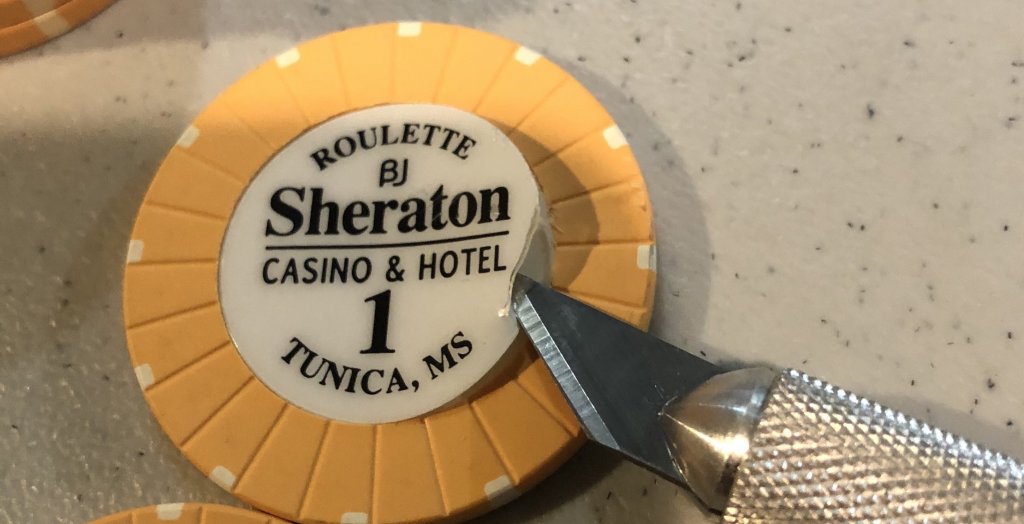 ROULETTE
BJ
Sheraton
CASINO & HOTEL
1
TUNICA, MS